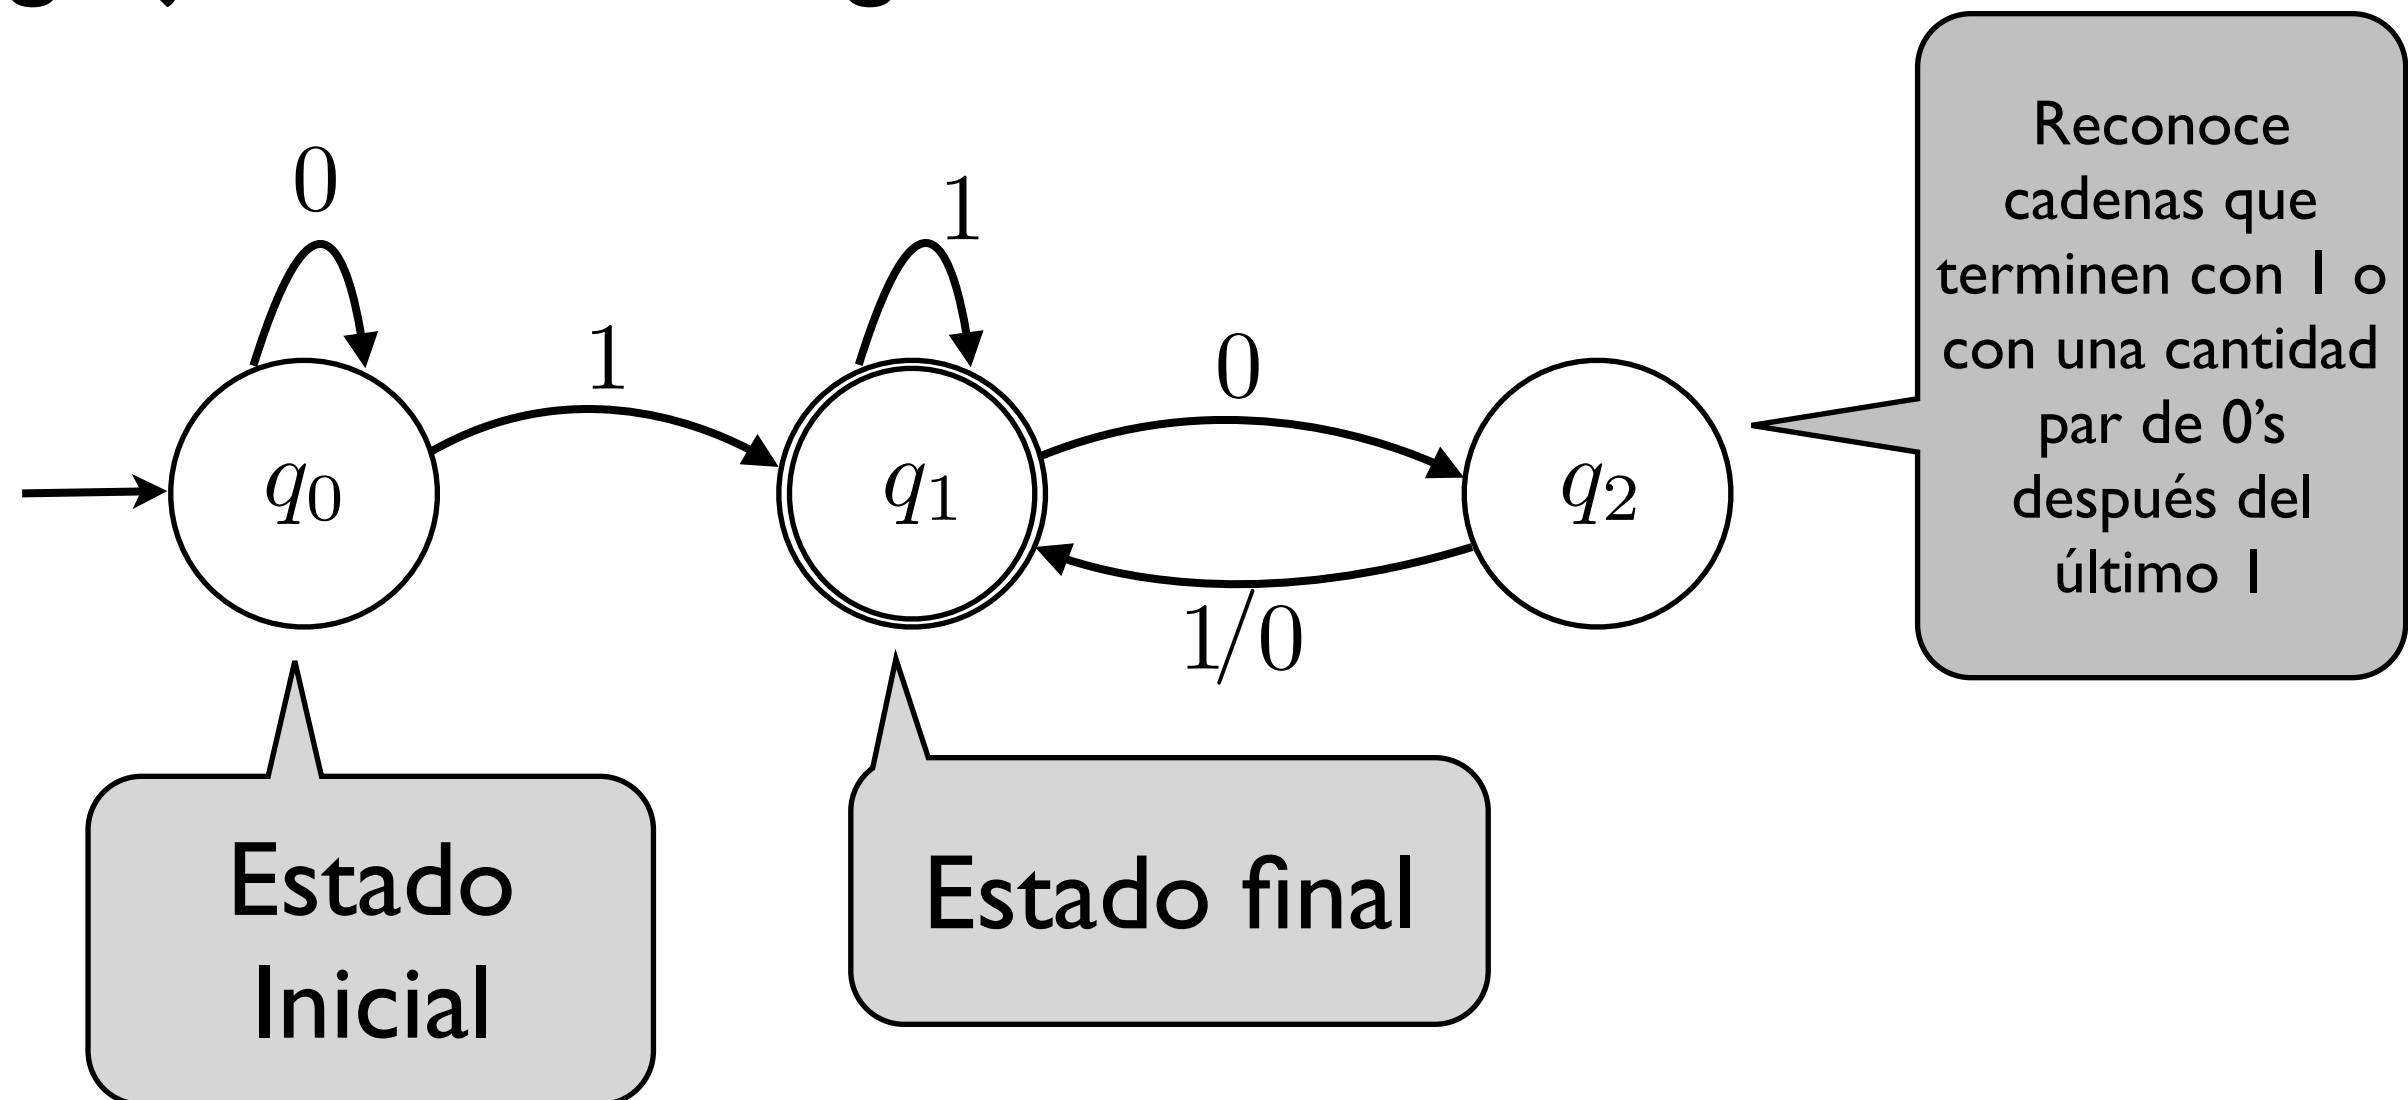 0
1
1
0
q0
q1
q2
1/0
Reconoce
cadenas que
terminen con 1 o
con una cantidad
par de 0’s
después del
último 1
Estado
Inicial
Estado final